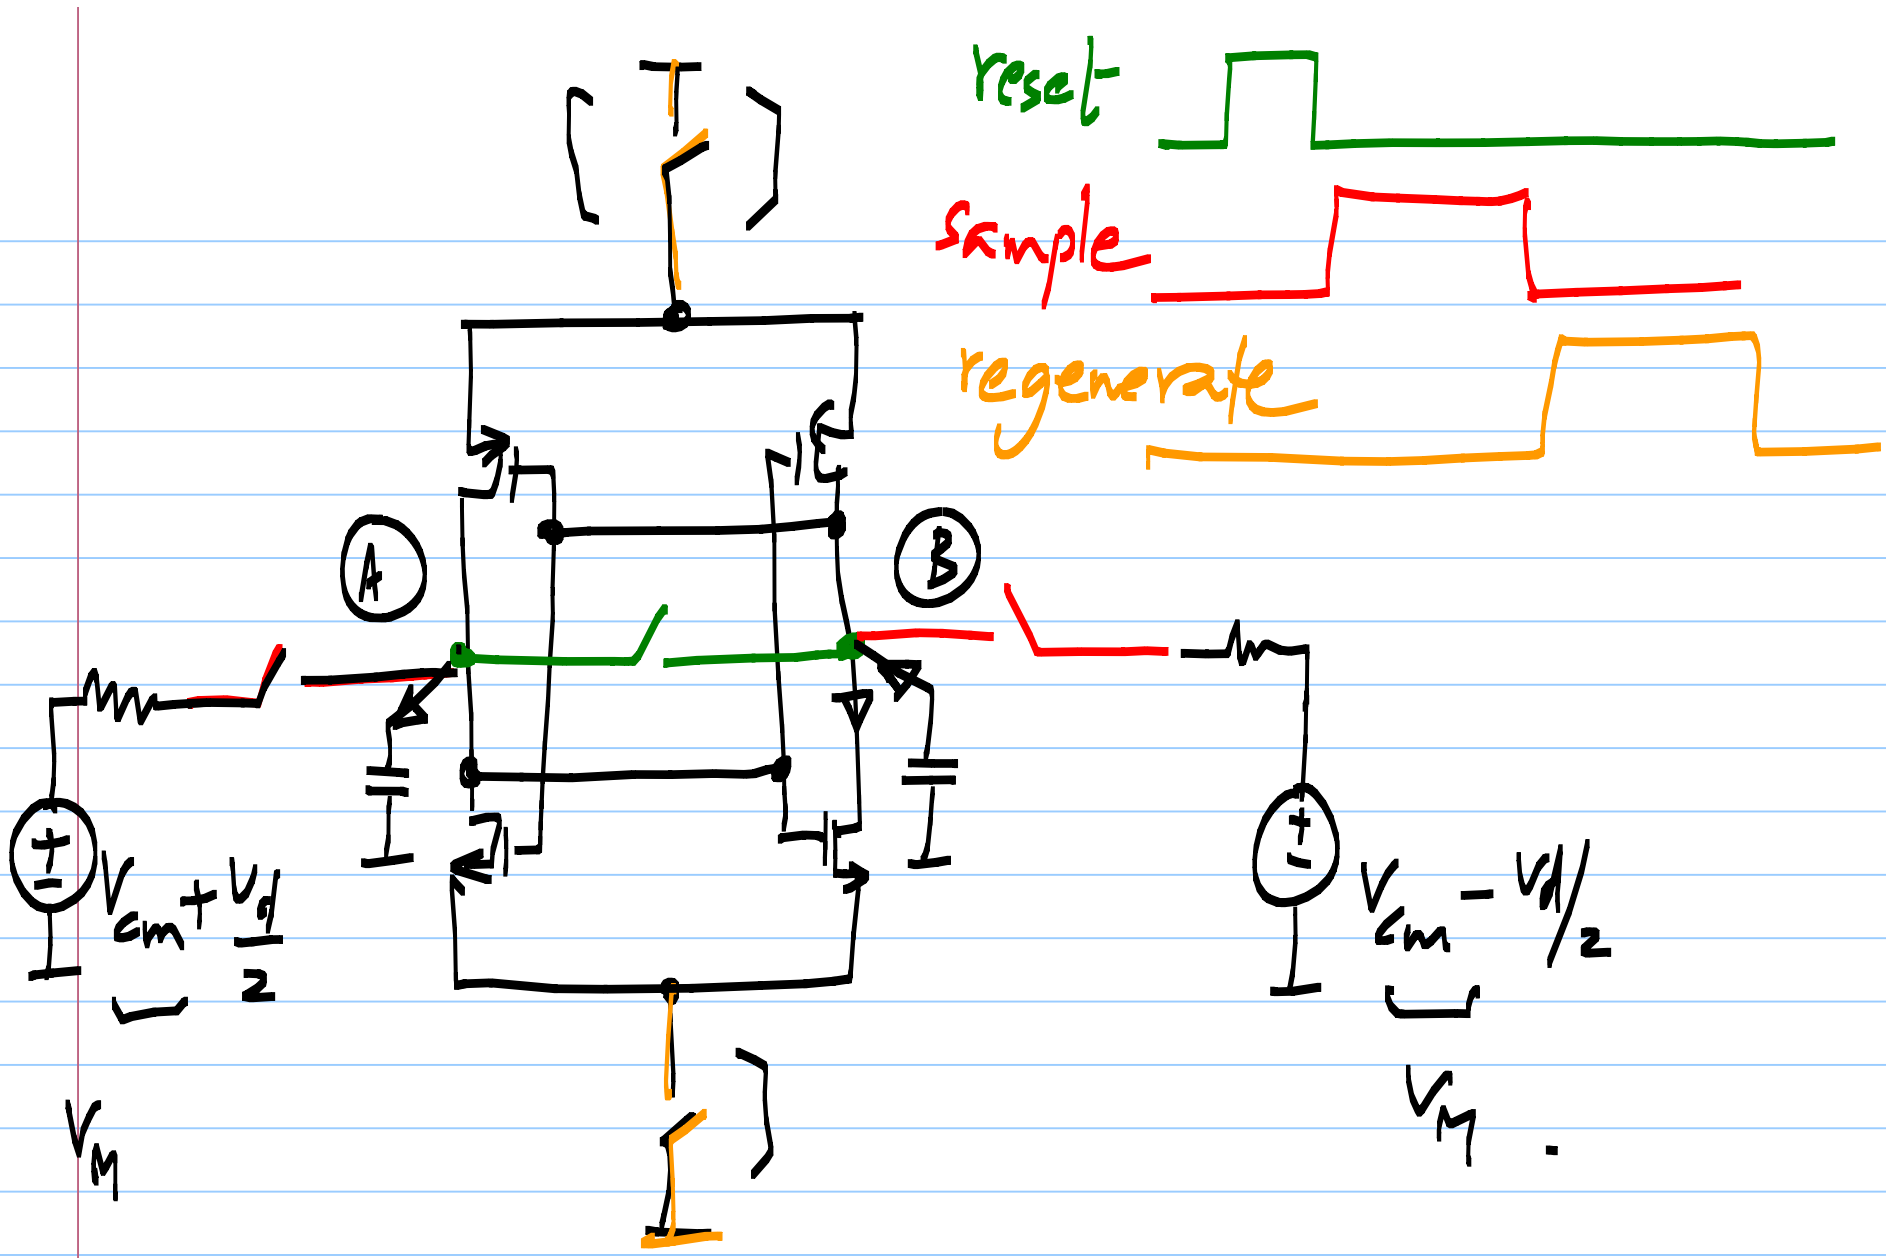 reset
sample
regenerate
A
B
+
−
Vcm + Vd/2
+
−
Vcm − Vd/2
VM
VM .